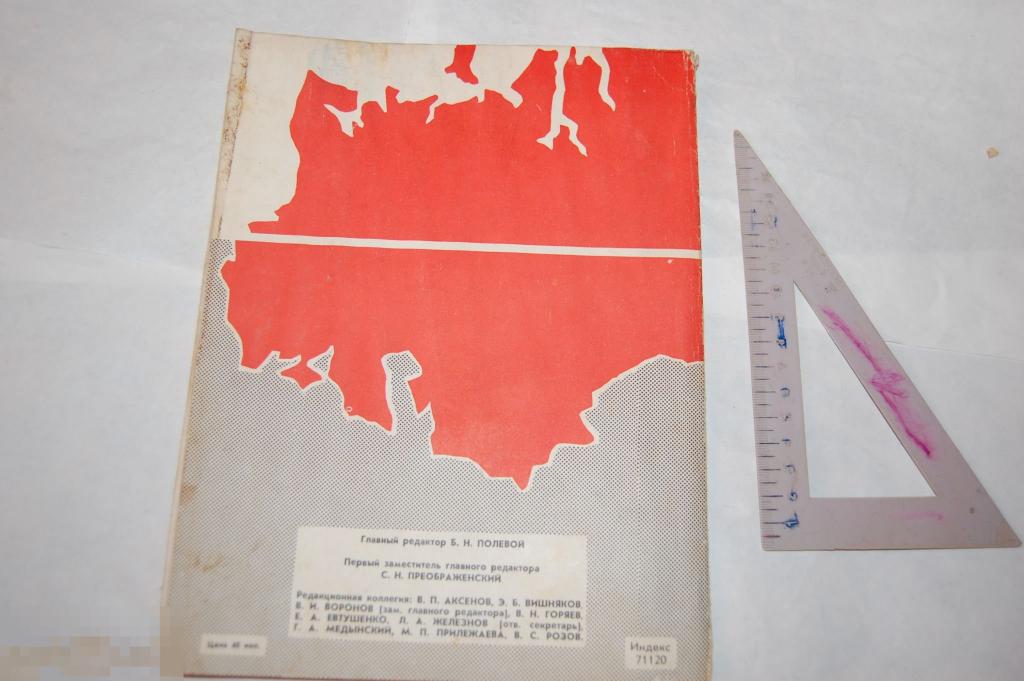 Главный редактор Б. Н. ПОЛЕВОЙ
Первый заместитель главного редактора
С. Н. ПРЕОБРАЖЕНСКИЙ
Редакционная коллегия: В. П. АКСЕНОВ, Э. Б. ВИШНЯКОВ,
В. И. ВОРОНОВ [зам. главного редактора], В. Н. ГОРЯЕВ,
Е. А. ЕВТУШЕНКО, Л. А. ЖЕЛЕЗНОВ [отв. секретарь],
Г. А. МЕДЫНСКИЙ, М. П. ПРИЛЕЖАЕВА, В. С. РОЗОВ.
Цена 40 коп.
Индекс
71120